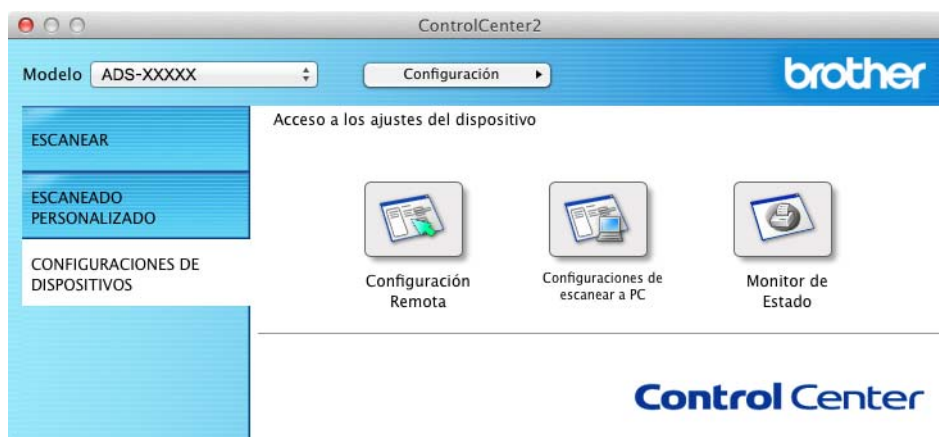 ControlCenter2
Modelo ADS-XXXXX Configuración brother
ESCANEAR
ESCANEADO
PERSONALIZADO
CONFIGURACIONES DE
DISPOSITIVOS
Acceso a los ajustes del dispositivo
Configuración
Remota
Configuraciones de
escanear a PC
Monitor de
Estado
Control Center